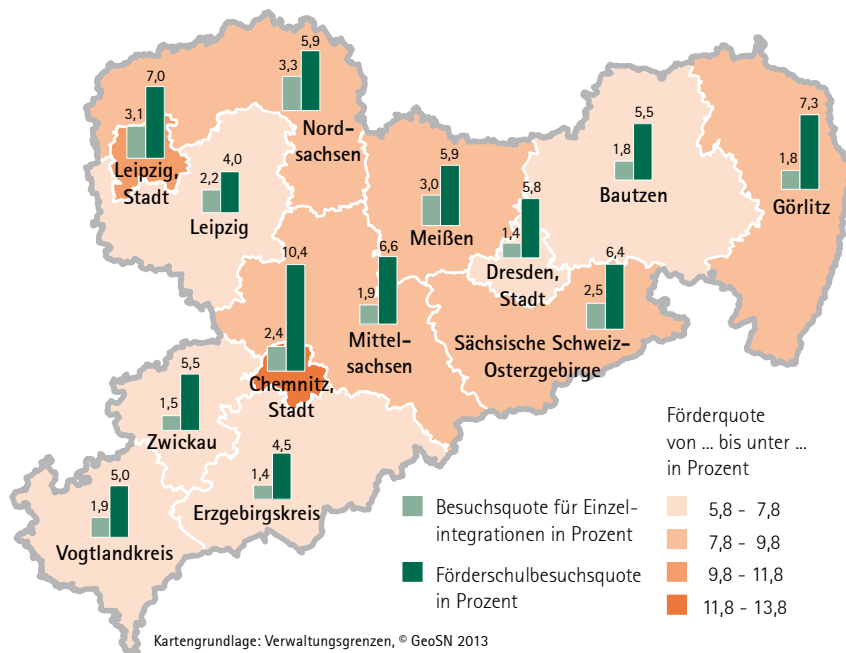 5,9
3,3
Nord-
sachsen
7,0
3,1
Leipzig,
Stadt
4,0
2,2
Leipzig
5,9
3,0
Meißen
5,8
1,4
Dresden,
Stadt
5,5
1,8
Bautzen
7,3
1,8
Görlitz
10,4
2,4
Chemnitz,
Stadt
6,6
1,9
Mittel-
sachsen
6,4
2,5
Sächsische Schweiz-
Osterzgebirge
5,5
1,5
Zwickau
4,5
1,4
Erzgebirgskreis
5,0
1,9
Vogtlandkreis
Besuchsquote für Einzel-
integrationen in Prozent
Förderschulbesuchsquote
in Prozent
Förderquote
von ... bis unter ...
in Prozent
5,8 - 7,8
7,8 - 9,8
9,8 - 11,8
11,8 - 13,8
Kartengrundlage: Verwaltungsgrenzen, © GeoSN 2013